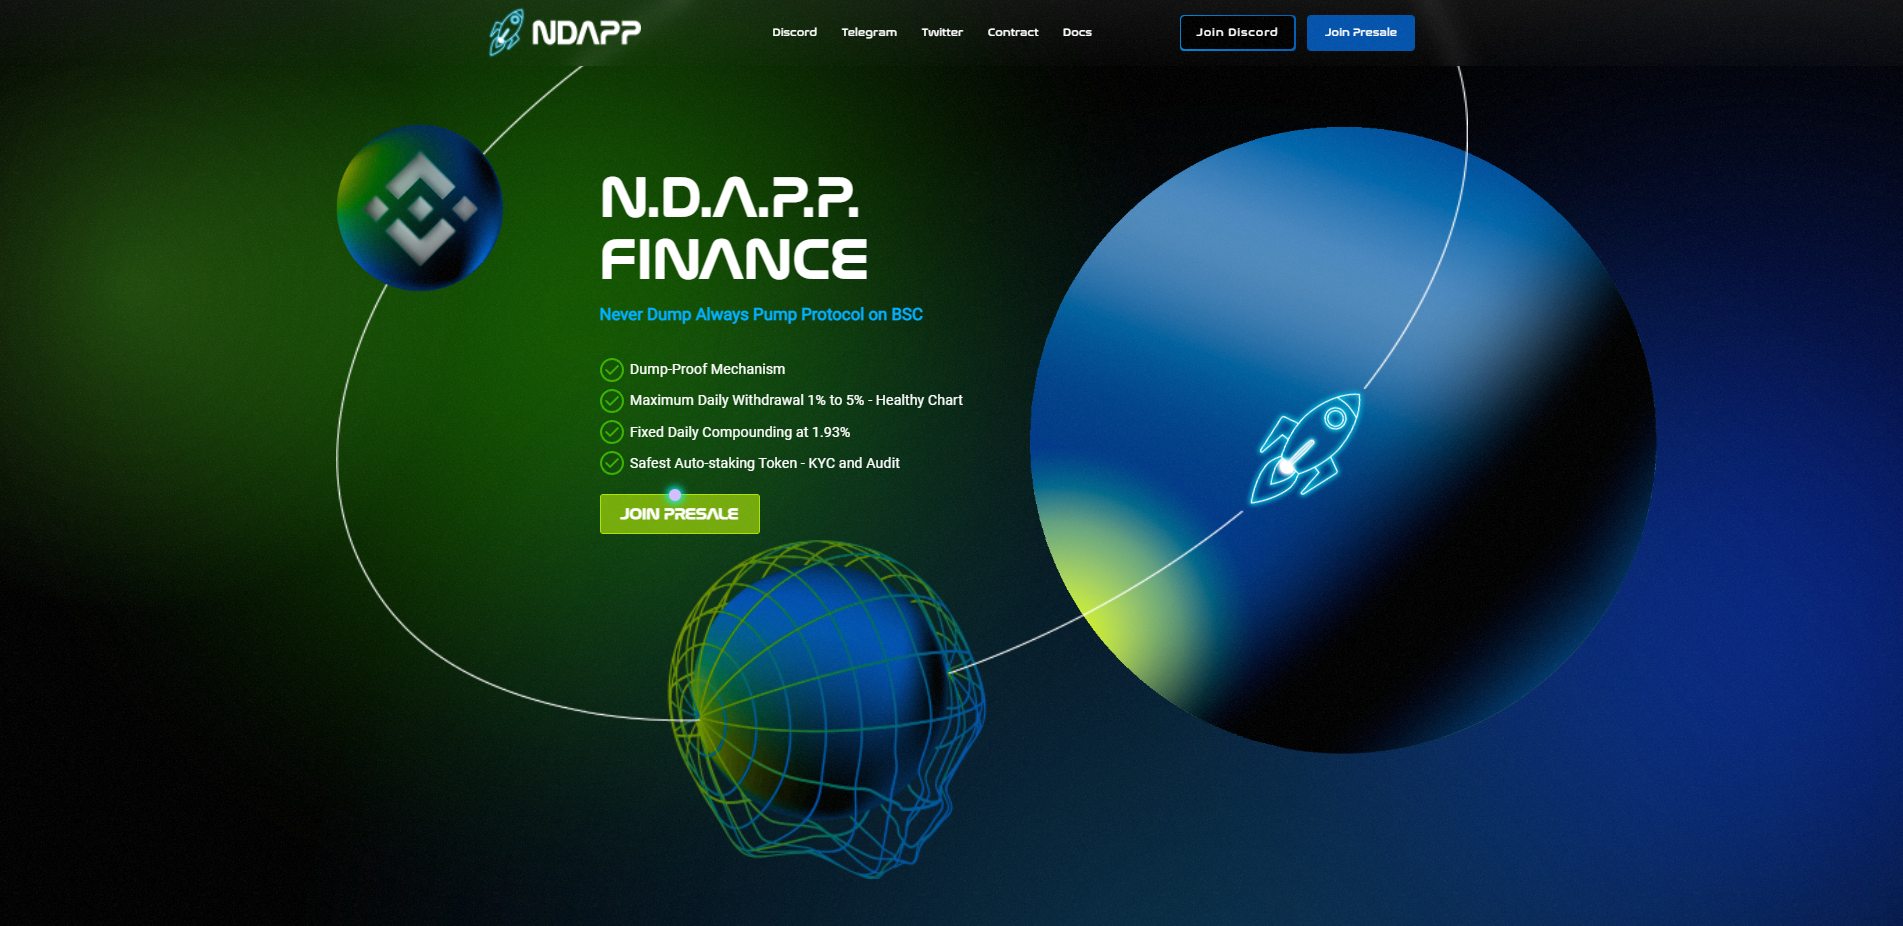 NDAPP
Discord
Telegram
Twitter
Contract
Docs
Join Discord
Join Presale
N.D.A.P.P.
FINANCE
Never Dump Always Pump Protocol on BSC
Dump-Proof Mechanism
Maximum Daily Withdrawal 1% to 5% - Healthy Chart
Fixed Daily Compounding at 1.93%
Safest Auto-staking Token - KYC and Audit
JOIN PRESALE